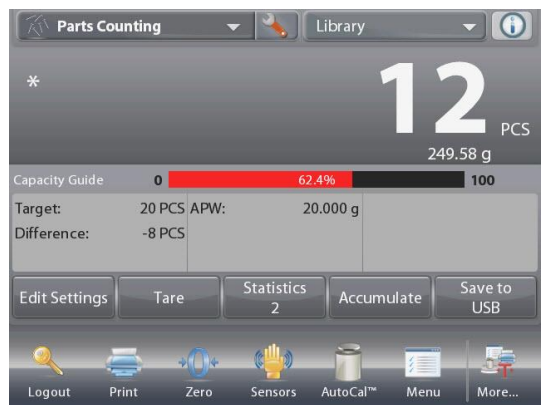 Parts Counting Library
*
12 PCS
249.58 g
Capacity Guide 0 62.4% 100
Target: 20 PCS APW: 20.000 g
Difference: -8 PCS
Edit Settings Tare Statistics 2 Accumulate Save to USB
Logout Print Zero Sensors AutoCal™ Menu More...